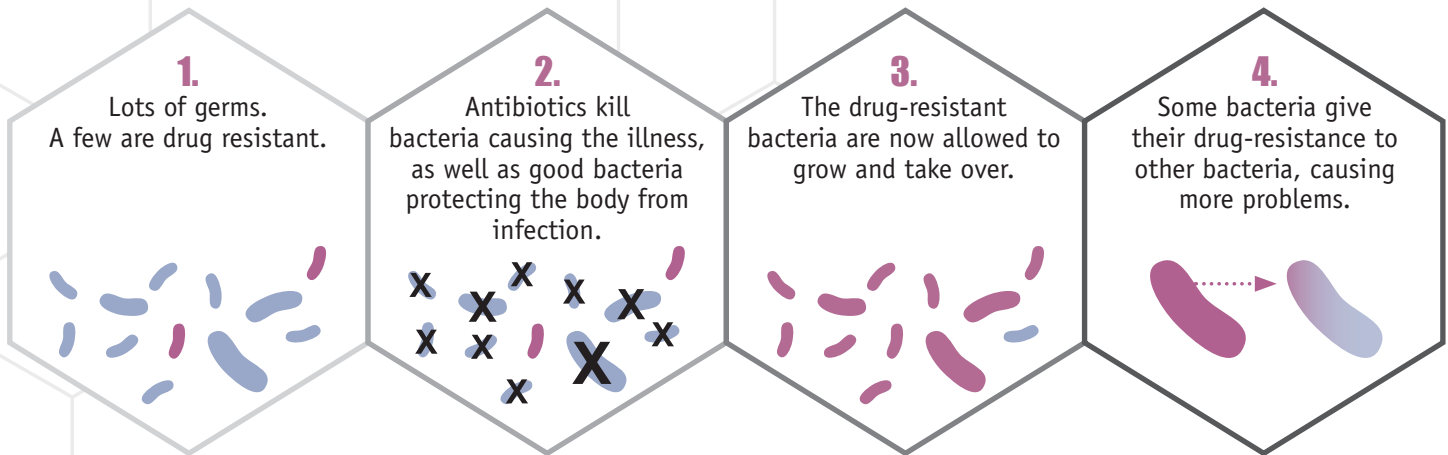 1.
Lots of germs.
A few are drug resistant.
2.
Antibiotics kill
bacteria causing the illness,
as well as good bacteria
protecting the body from
infection.
X
X
X
X
X
X
X
X
X
X
3.
The drug-resistant
bacteria are now allowed to
grow and take over.
4.
Some bacteria give
their drug-resistance to
other bacteria, causing
more problems.